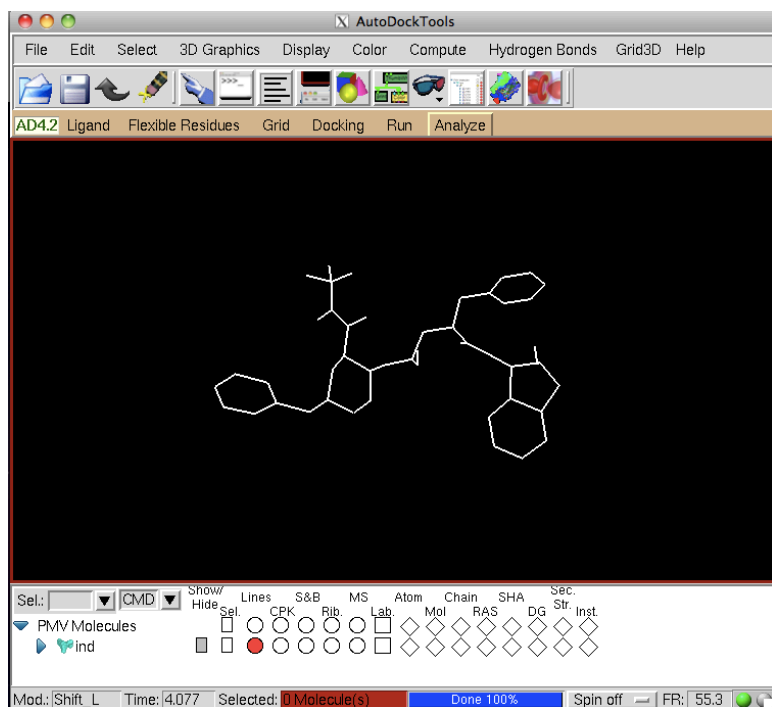 X AutoDockTools
File Edit Select 3D Graphics Display Color Compute Hydrogen Bonds Grid3D Help
>>>
AD4.2 Ligand Flexible Residues Grid Docking Run Analyze
Sel.: CMD Show/Hide Sel. Lines CPK S&B Rib. MS Lab. Atom Mol Chain RAS SHA DG Sec. Str. Inst.
PMV Molecules
ind
Mod.: Shift_L Time: 4.077 Selected: 0 Molecule(s) Done 100% Spin off FR: 55.3